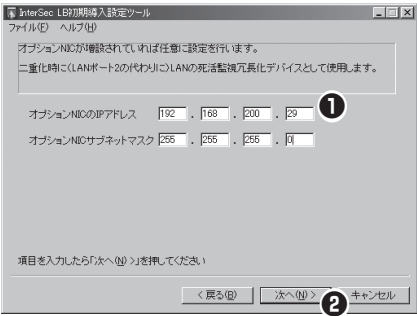 InterSec LB初期導入設定ツール
ファイル(F) ヘルプ(H)
オプションNICが増設されていれば任意に設定を行います。
二重化時に(LANポート2の代わりに)LANの死活監視冗長化デバイスとして使用します。
オプションNICのIPアドレス 192 . 168 . 200 . 29 ❶
オプションNICサブネットマスク 255 . 255 . 255 . 0
項目を入力したら「次へ(N) >」を押してください
< 戻る(B) 次へ(N) > ❷ キャンセル